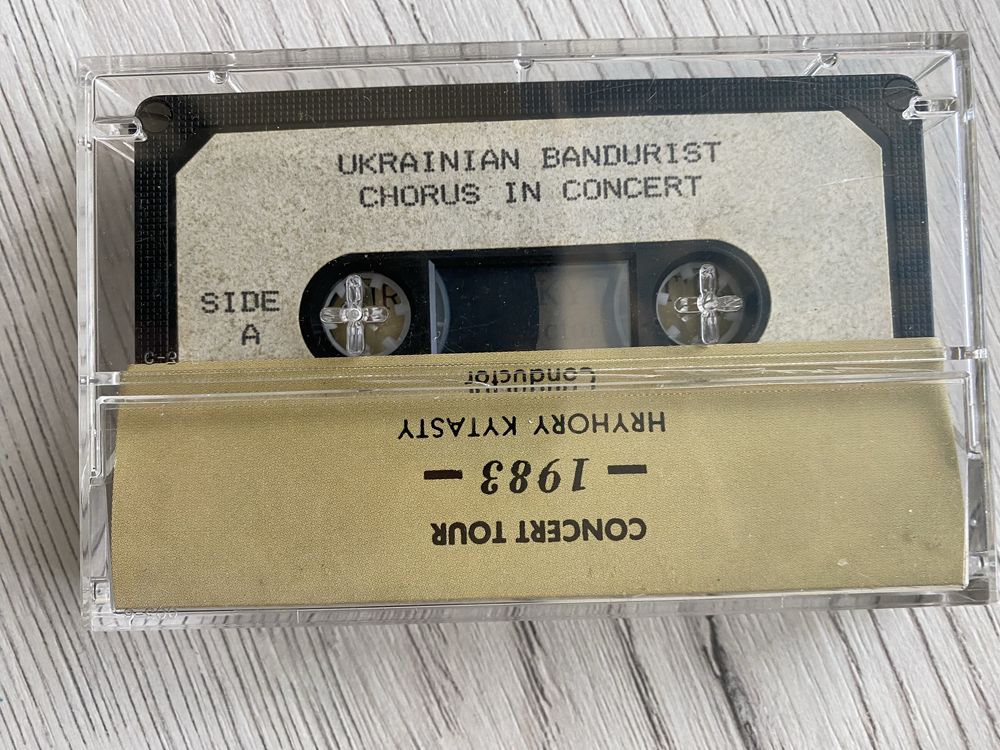 UKRAINIAN BANDURIST
CHORUS IN CONCERT
SIDE
A
CONCERT TOUR
– 1983 –
HRYHORY KYTASTY
Conductor